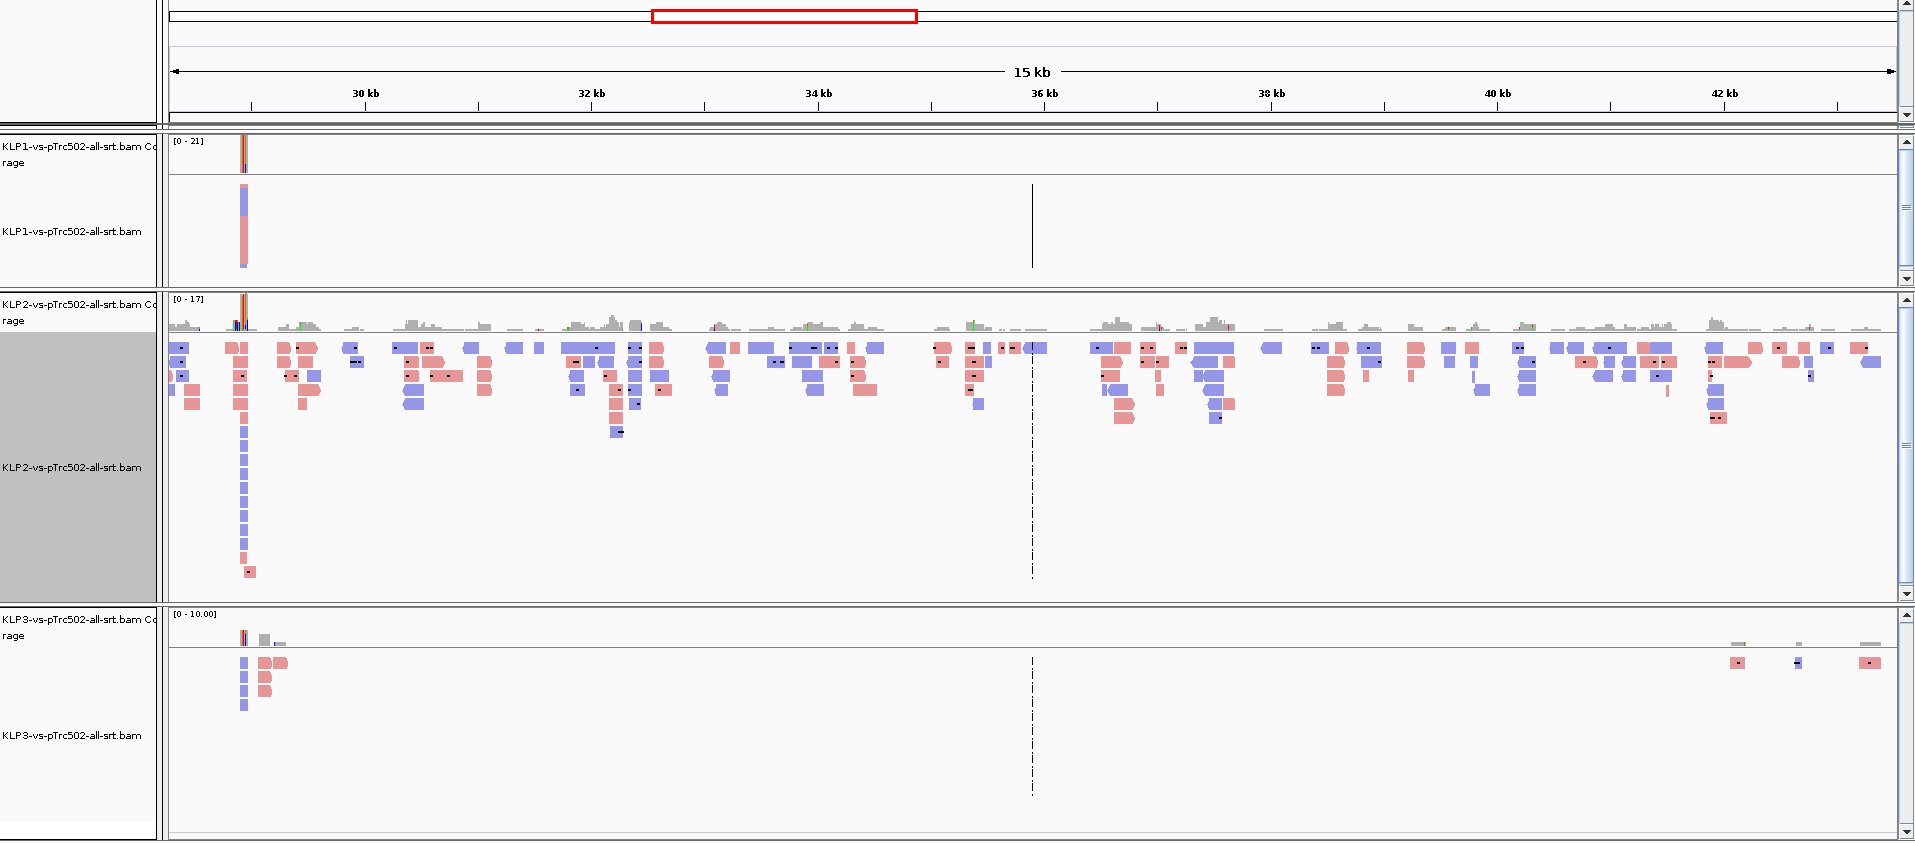 15 kb
30 kb 32 kb 34 kb 36 kb 38 kb 40 kb 42 kb
KLP1-vs-pTrc502-all-srt.bam Co
rage
[0 - 21]
KLP1-vs-pTrc502-all-srt.bam
KLP2-vs-pTrc502-all-srt.bam Co
rage
[0 - 17]
KLP2-vs-pTrc502-all-srt.bam
KLP3-vs-pTrc502-all-srt.bam Co
rage
[0 - 10.00]
KLP3-vs-pTrc502-all-srt.bam